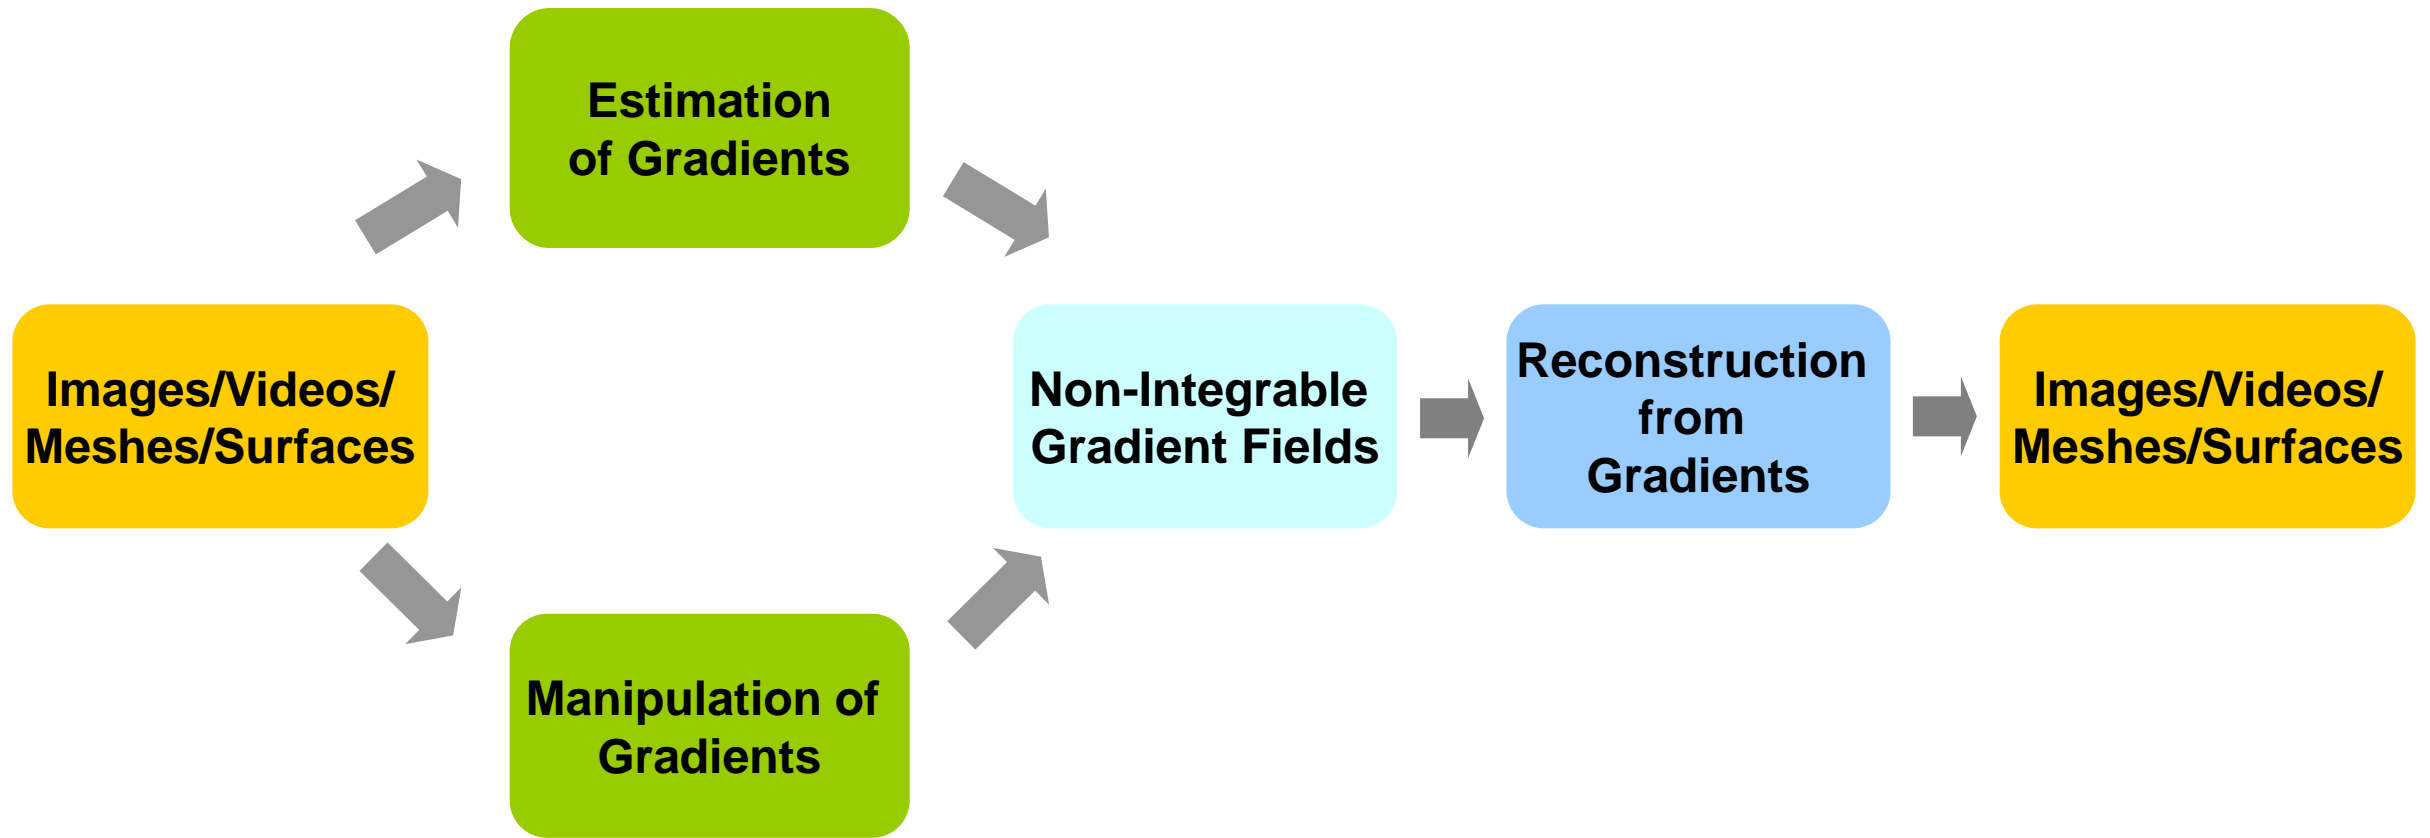 Estimation
of Gradients
Images/Videos/
Meshes/Surfaces
Manipulation of
Gradients
Non-Integrable
Gradient Fields
Reconstruction
from
Gradients
Images/Videos/
Meshes/Surfaces